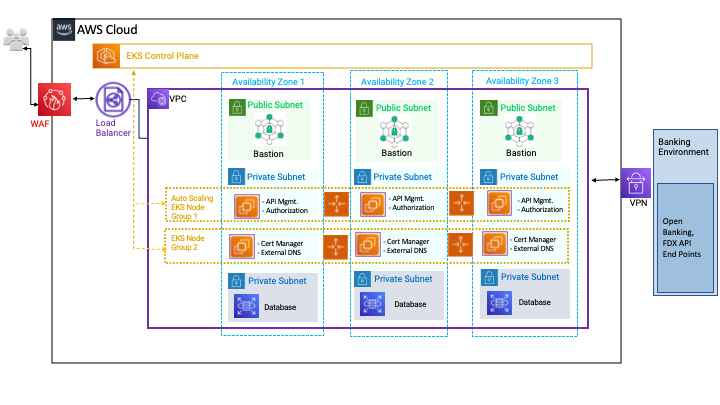 aws
AWS Cloud
EKS Control Plane
WAF
Load
Balancer
VPC
Availability Zone 1
Availability Zone 2
Availability Zone 3
Public Subnet
Bastion
Public Subnet
Bastion
Public Subnet
Bastion
Private Subnet
Private Subnet
Private Subnet
Auto Scaling
EKS Node
Group 1
- API Mgmt.
- Authorization
- API Mgmt.
- Authorization
- API Mgmt.
- Authorization
EKS Node
Group 2
- Cert Manager
- External DNS
- Cert Manager
- External DNS
- Cert Manager
- External DNS
Private Subnet
Database
Private Subnet
Database
Private Subnet
Database
VPN
Banking
Environment
Open
Banking,
FDX API
End Points